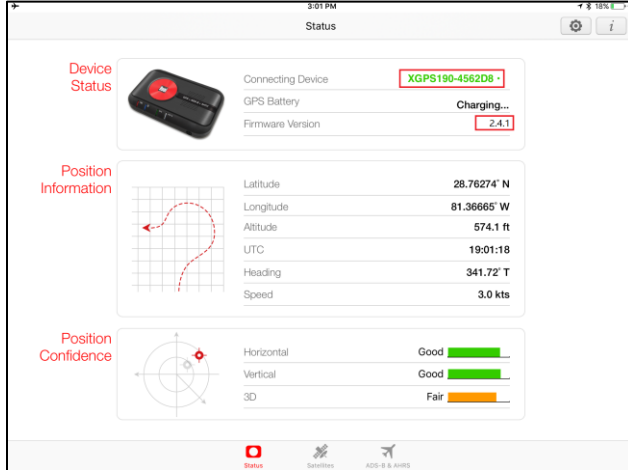 3:01 PM
18%
Status
i
Device
Status
Connecting Device XGPS190-4562D8
GPS Battery Charging...
Firmware Version 2.4.1
Position
Information
Latitude 28.76274° N
Longitude 81.36665° W
Altitude 574.1 ft
UTC 19:01:18
Heading 341.72° T
Speed 3.0 kts
Position
Confidence
Horizontal Good
Vertical Good
3D Fair
Status Satellites ADS-B & AHRS